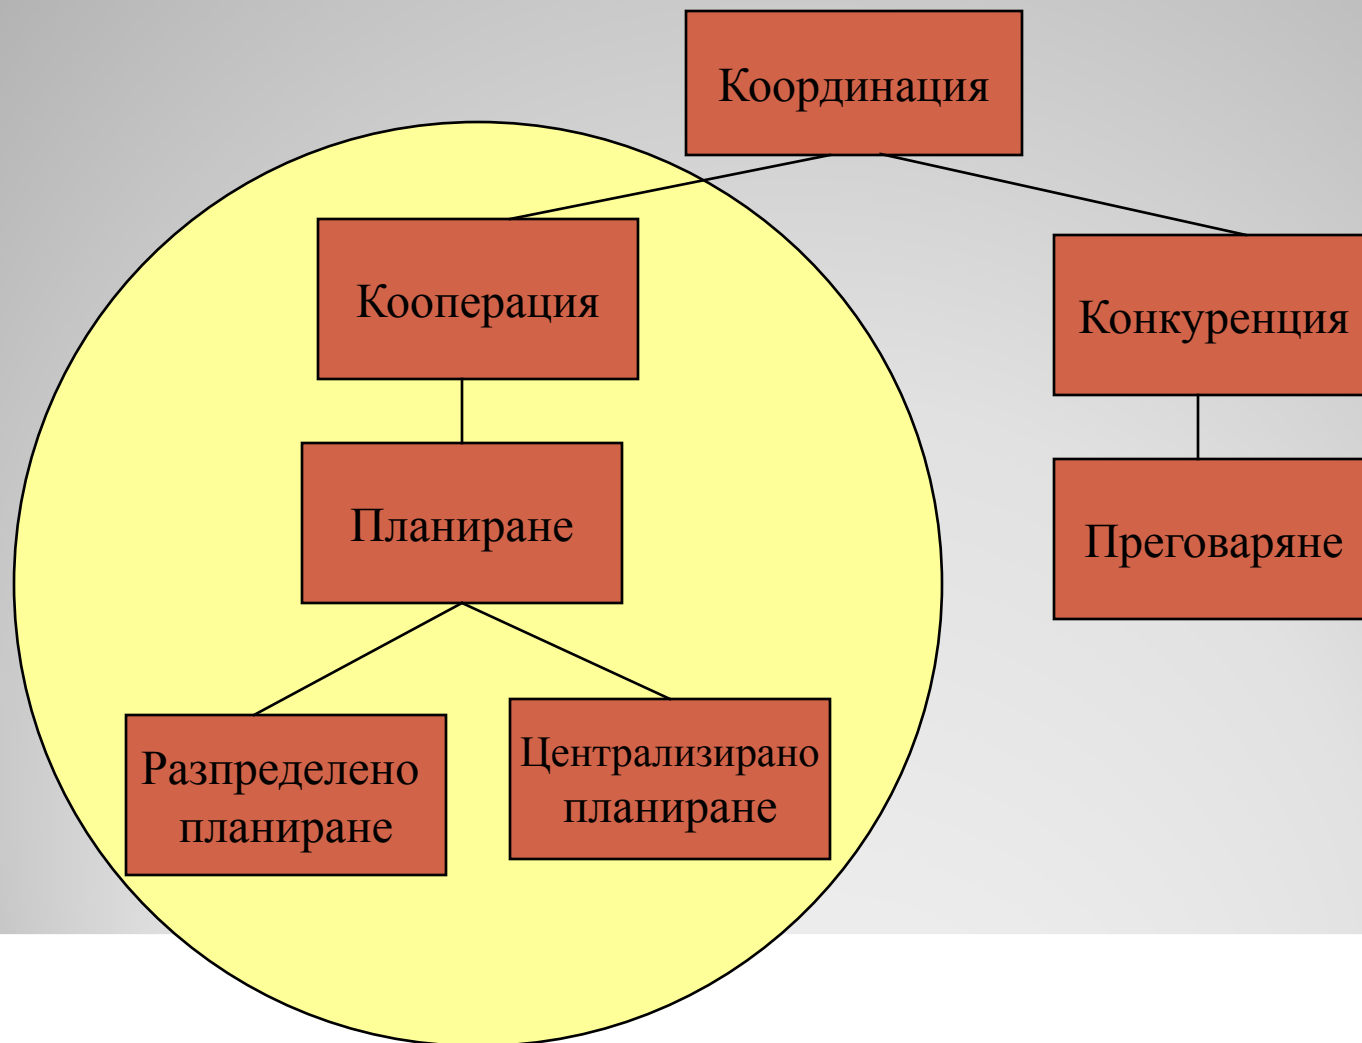 Координация
Кооперация
Конкуренция
Планиране
Преговаряне
Разпределено
планиране
Централизирано
планиране